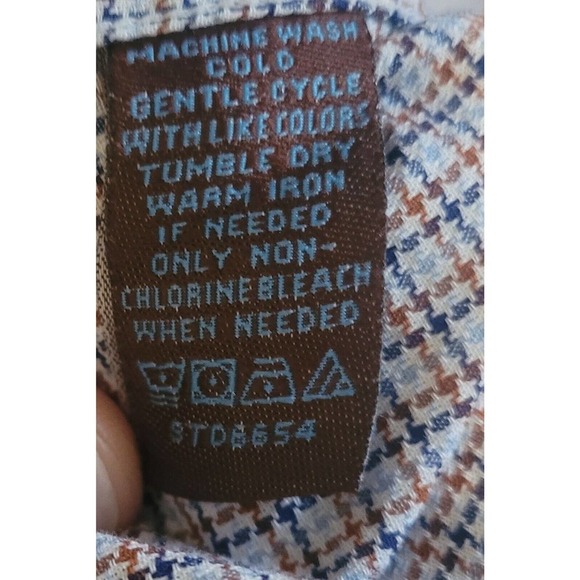 MACHINE WASH
COLD
GENTLE CYCLE
WITH LIKE COLORS
TUMBLE DRY
WARM IRON
IF NEEDED
ONLY NON-
CHLORINE BLEACH
WHEN NEEDED
STD8654